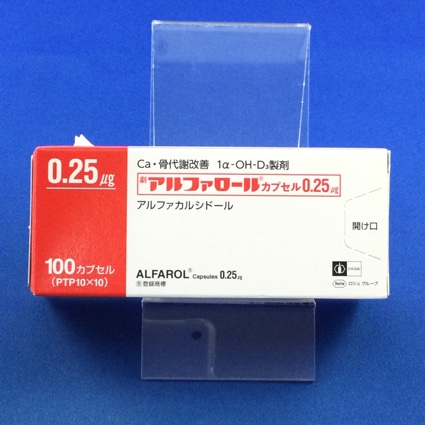 0.25μg
100カプセル
(PTP10×10)
Ca・骨代謝改善 1α-OH-D₃製剤
劇 アルファロール® カプセル0.25μg
アルファカルシドール
開け口
ALFAROL® Capsules 0.25μg
Ⓡ登録商標
Roche ロシュ グループ